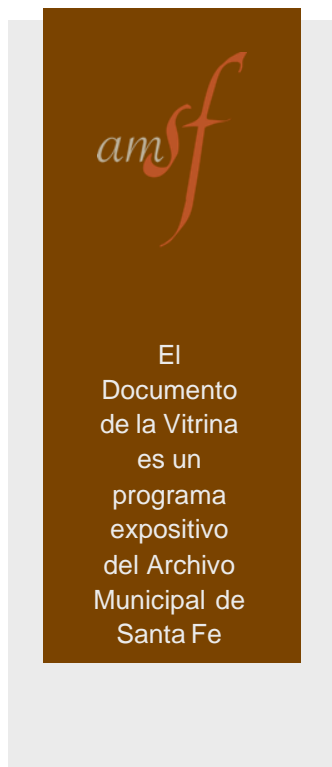 amsf
El
Documento
de la Vitrina
es un
programa
expositivo
del Archivo
Municipal de
Santa Fe